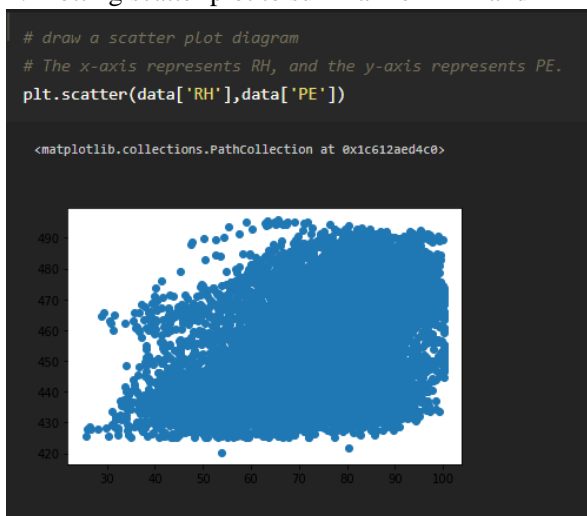 # draw a scatter plot diagram
# The x-axis represents RH, and the y-axis represents PE.
plt.scatter(data['RH'],data['PE'])
<matplotlib.collections.PathCollection at 0x1c612aed4c0>
490
480
470
460
450
440
430
420
30 40 50 60 70 80 90 100